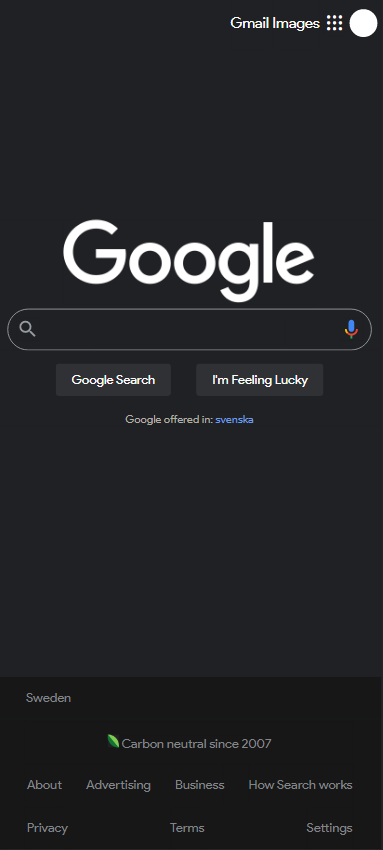 Gmail Images
Google
Google Search I'm Feeling Lucky
Google offered in: svenska
Sweden
Carbon neutral since 2007
About Advertising Business How Search works
Privacy Terms Settings